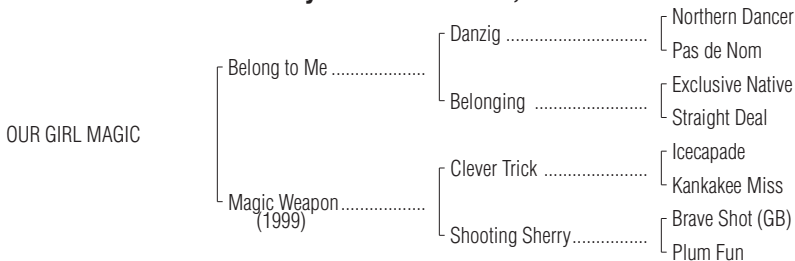 Northern Dancer
Danzig ..............................
Pas de Nom
Belong to Me ....................
Exclusive Native
Belonging ........................
Straight Deal
OUR GIRL MAGIC
Icecapade
Clever Trick ......................
Kankakee Miss
Magic Weapon..................
(1999)
Brave Shot (GB)
Shooting Sherry................
Plum Fun